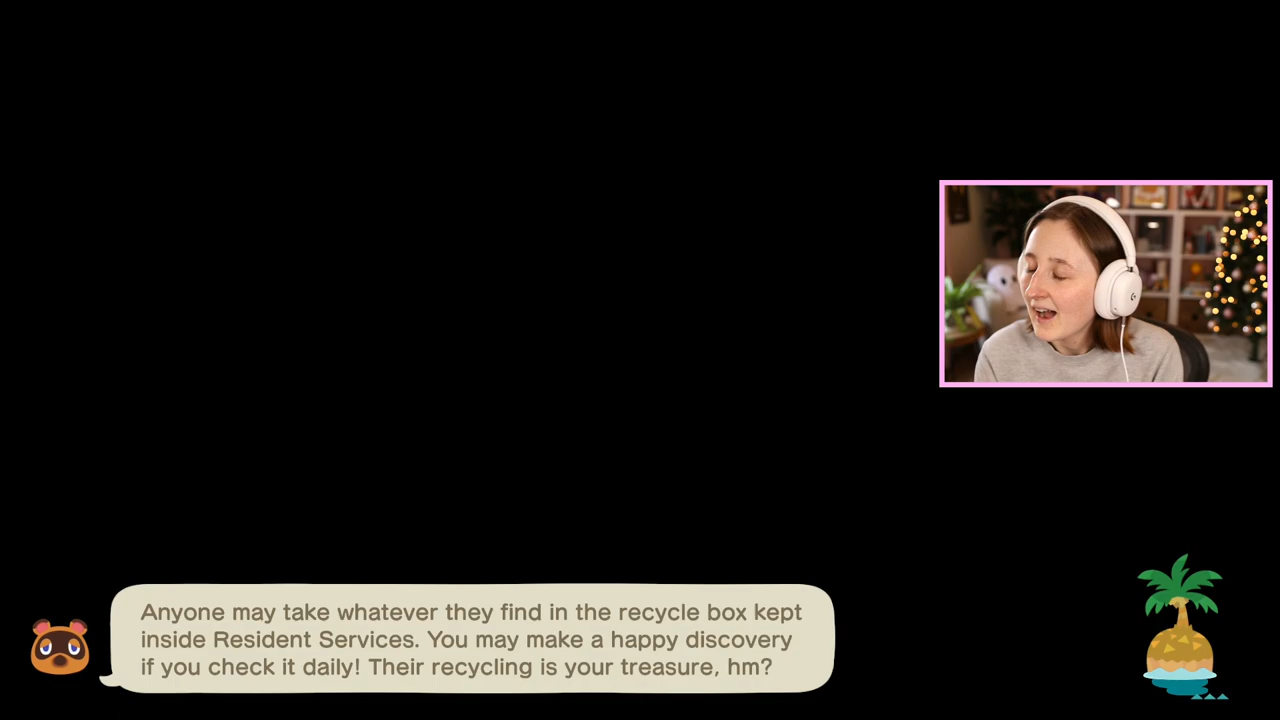 Anyone may take whatever they find in the recycle box kept
inside Resident Services. You may make a happy discovery
if you check it daily! Their recycling is your treasure, hm?